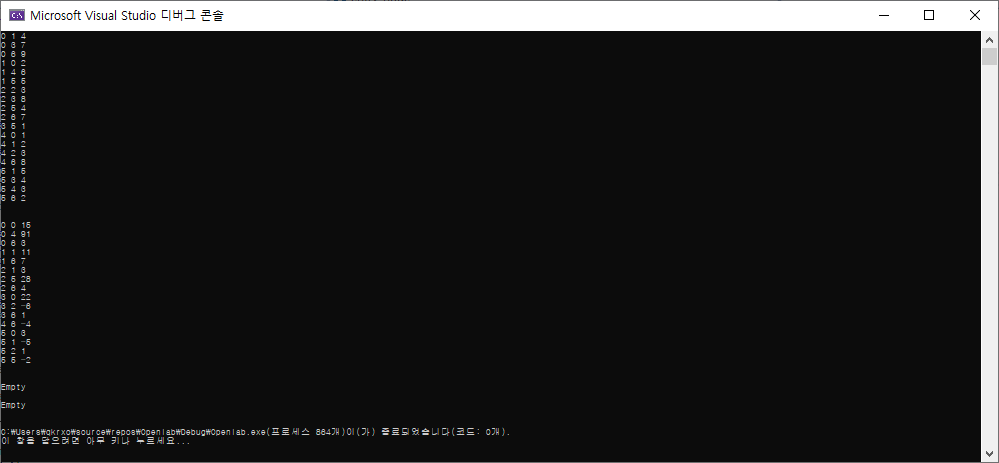 Microsoft Visual Studio 디버그 콘솔
0 1 4
0 3 7
0 6 9
1 0 2
1 4 6
1 5 5
2 2 3
2 3 8
2 5 4
2 6 7
3 5 1
4 0 1
4 1 2
4 2 3
4 6 8
5 1 5
5 3 4
5 4 3
5 6 2
0 0 15
0 4 91
0 6 3
1 1 11
1 6 7
2 1 3
2 5 28
2 6 4
3 0 22
3 2 -6
3 6 1
4 6 -4
5 0 3
5 1 -5
5 2 1
5 5 -2
Empty
Empty
C:\Users\qkrxo\source\repos\Openlab\Debug\Openlab.exe(프로세스 864개)이(가) 종료되었습니다(코드: 0개).
이 창을 닫으려면 아무 키나 누르세요...